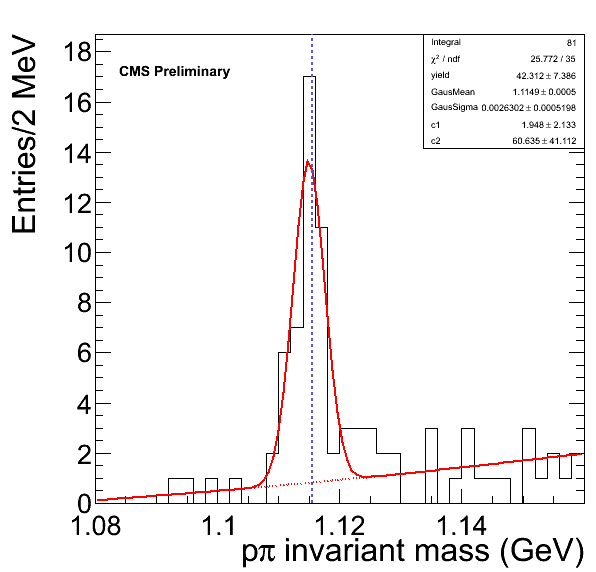 Entries/2 MeV
18
16
14
12
10
8
6
4
2
0
CMS Preliminary
Integral 81
χ² / ndf 25.772 / 35
yield 42.312 ± 7.386
GausMean 1.1149 ± 0.0005
GausSigma 0.0026302 ± 0.0005198
c1 1.948 ± 2.133
c2 60.635 ± 41.112
1.08 1.1 1.12 1.14
pπ invariant mass (GeV)